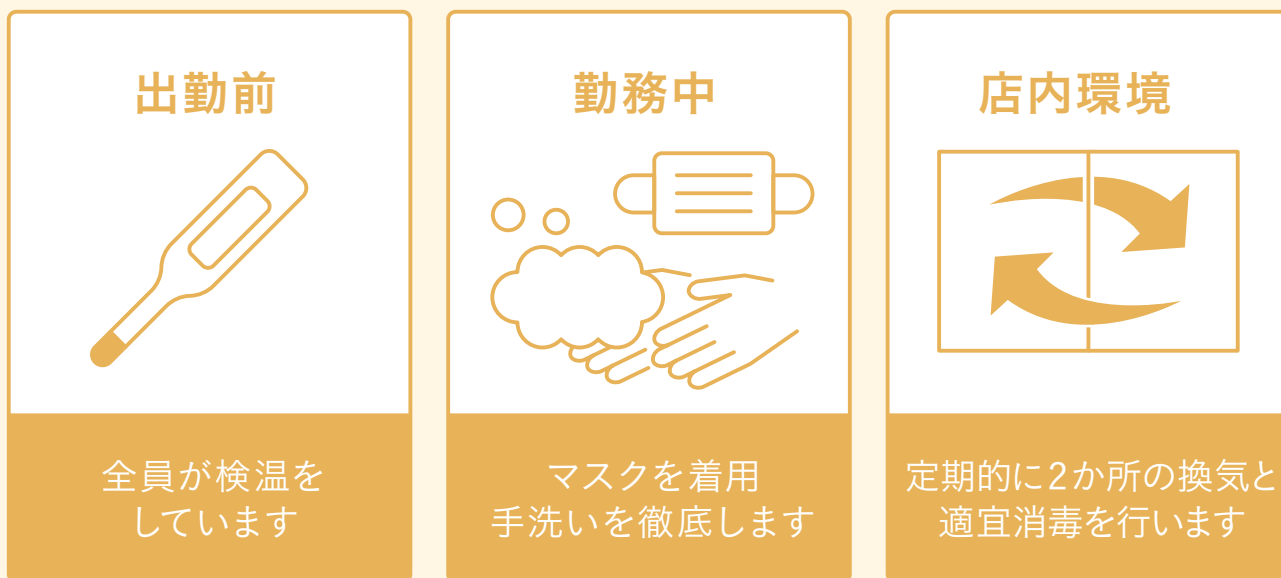 出勤前
全員が検温を
しています
勤務中
マスクを着用
手洗いを徹底します
店内環境
定期的に2か所の換気と
適宜消毒を行います